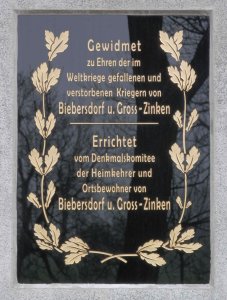 Gewidmet
zu Ehren der im
Weltkriege gefallenen und
verstorbenen Kriegern von
Biebersdorf u. Gross-Zinken
Errichtet
vom Denkmalskomitee
der Heimkehrer und
Ortsbewohner von
Biebersdorf u. Gross-Zinken